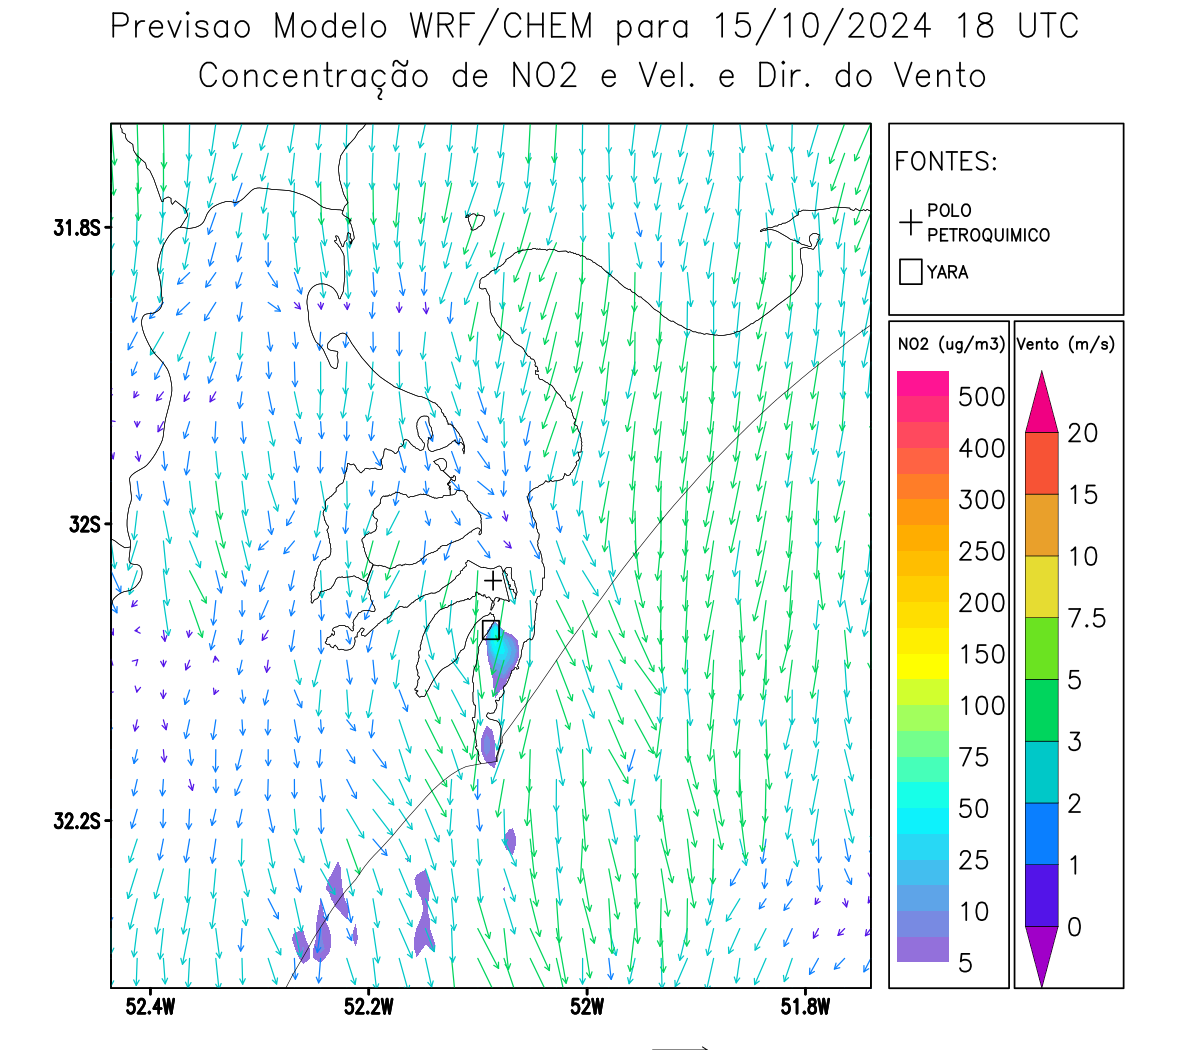 Previsao Modelo WRF/CHEM para 15/10/2024 18 UTC
Concentração de NO2 e Vel. e Dir. do Vento
FONTES:
POLO
PETROQUIMICO
YARA
NO2 (ug/m3)
500
400
300
250
200
150
100
75
50
25
10
5
Vento (m/s)
20
15
10
7.5
5
3
2
1
0
31.8S
32S
32.2S
52.4W
52.2W
52W
51.8W